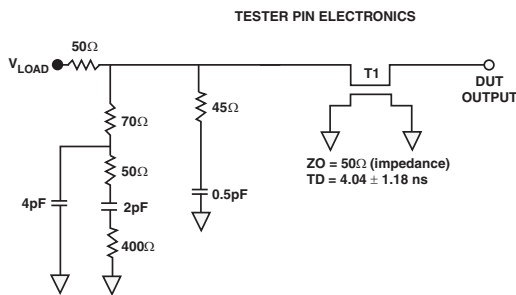 TESTER PIN ELECTRONICS
50Ω
VLOAD
T1
DUT
OUTPUT
70Ω
45Ω
50Ω
ZO = 50Ω (impedance)
TD = 4.04 ± 1.18 ns
4pF
2pF
0.5pF
400Ω